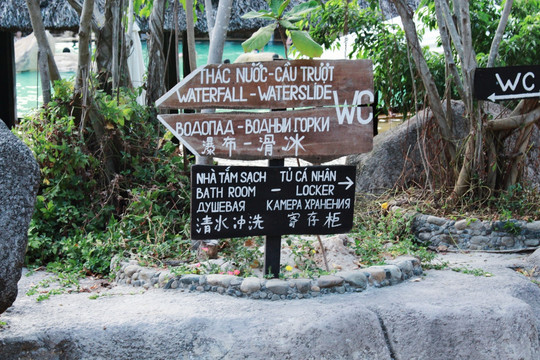 THÁC NƯỚC-CẦU TRƯỢT
WATERFALL - WATERSLIDE
WC
ВОДОПАД - ВОДНЫЙ ГОРКИ
瀑布 - 滑冰
NHÀ TẮM SẠCH - TỦ CÁ NHÂN
BATH ROOM - LOCKER
ДУШЕВАЯ КАМЕРА ХРАНЕНИЯ
清水冲洗 寄存柜
WC